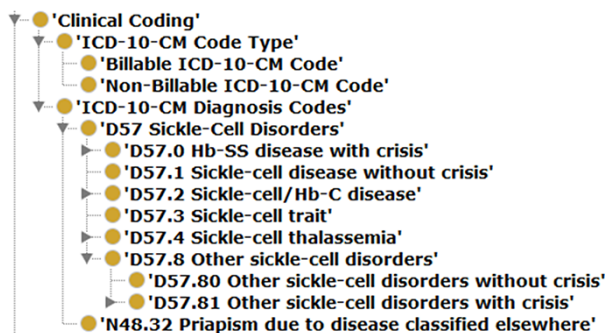 'Clinical Coding'
'ICD-10-CM Code Type'
'Billable ICD-10-CM Code'
'Non-Billable ICD-10-CM Code'
'ICD-10-CM Diagnosis Codes'
'D57 Sickle-Cell Disorders'
'D57.0 Hb-SS disease with crisis'
'D57.1 Sickle-cell disease without crisis'
'D57.2 Sickle-cell/Hb-C disease'
'D57.3 Sickle-cell trait'
'D57.4 Sickle-cell thalassemia'
'D57.8 Other sickle-cell disorders'
'D57.80 Other sickle-cell disorders without crisis'
'D57.81 Other sickle-cell disorders with crisis'
'N48.32 Priapism due to disease classified elsewhere'